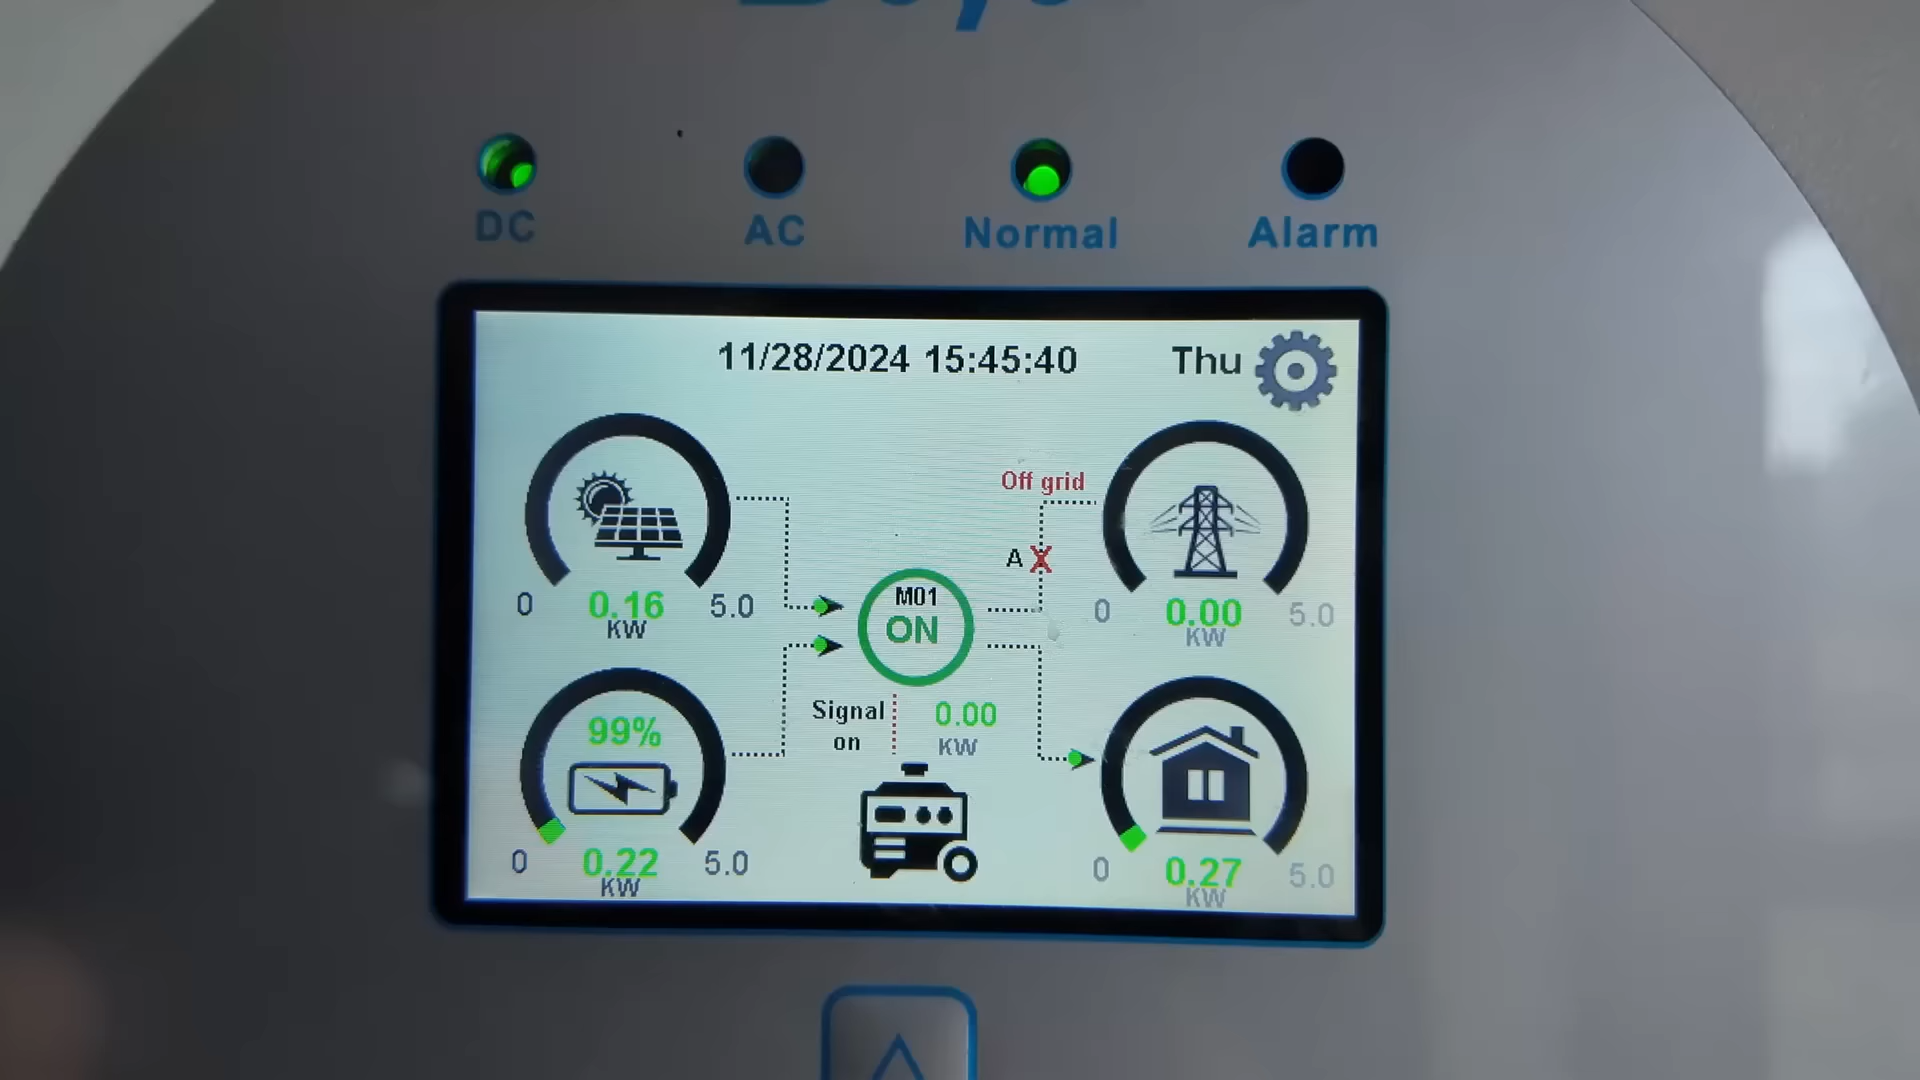 DC AC Normal Alarm
11/28/2024 15:45:40 Thu
Off grid
A X
0 0.16 5.0
KW
0 0.00 5.0
KW
M01
ON
Signal
on
0.00
KW
99%
0 0.22 5.0
KW
0 0.27 5.0
KW